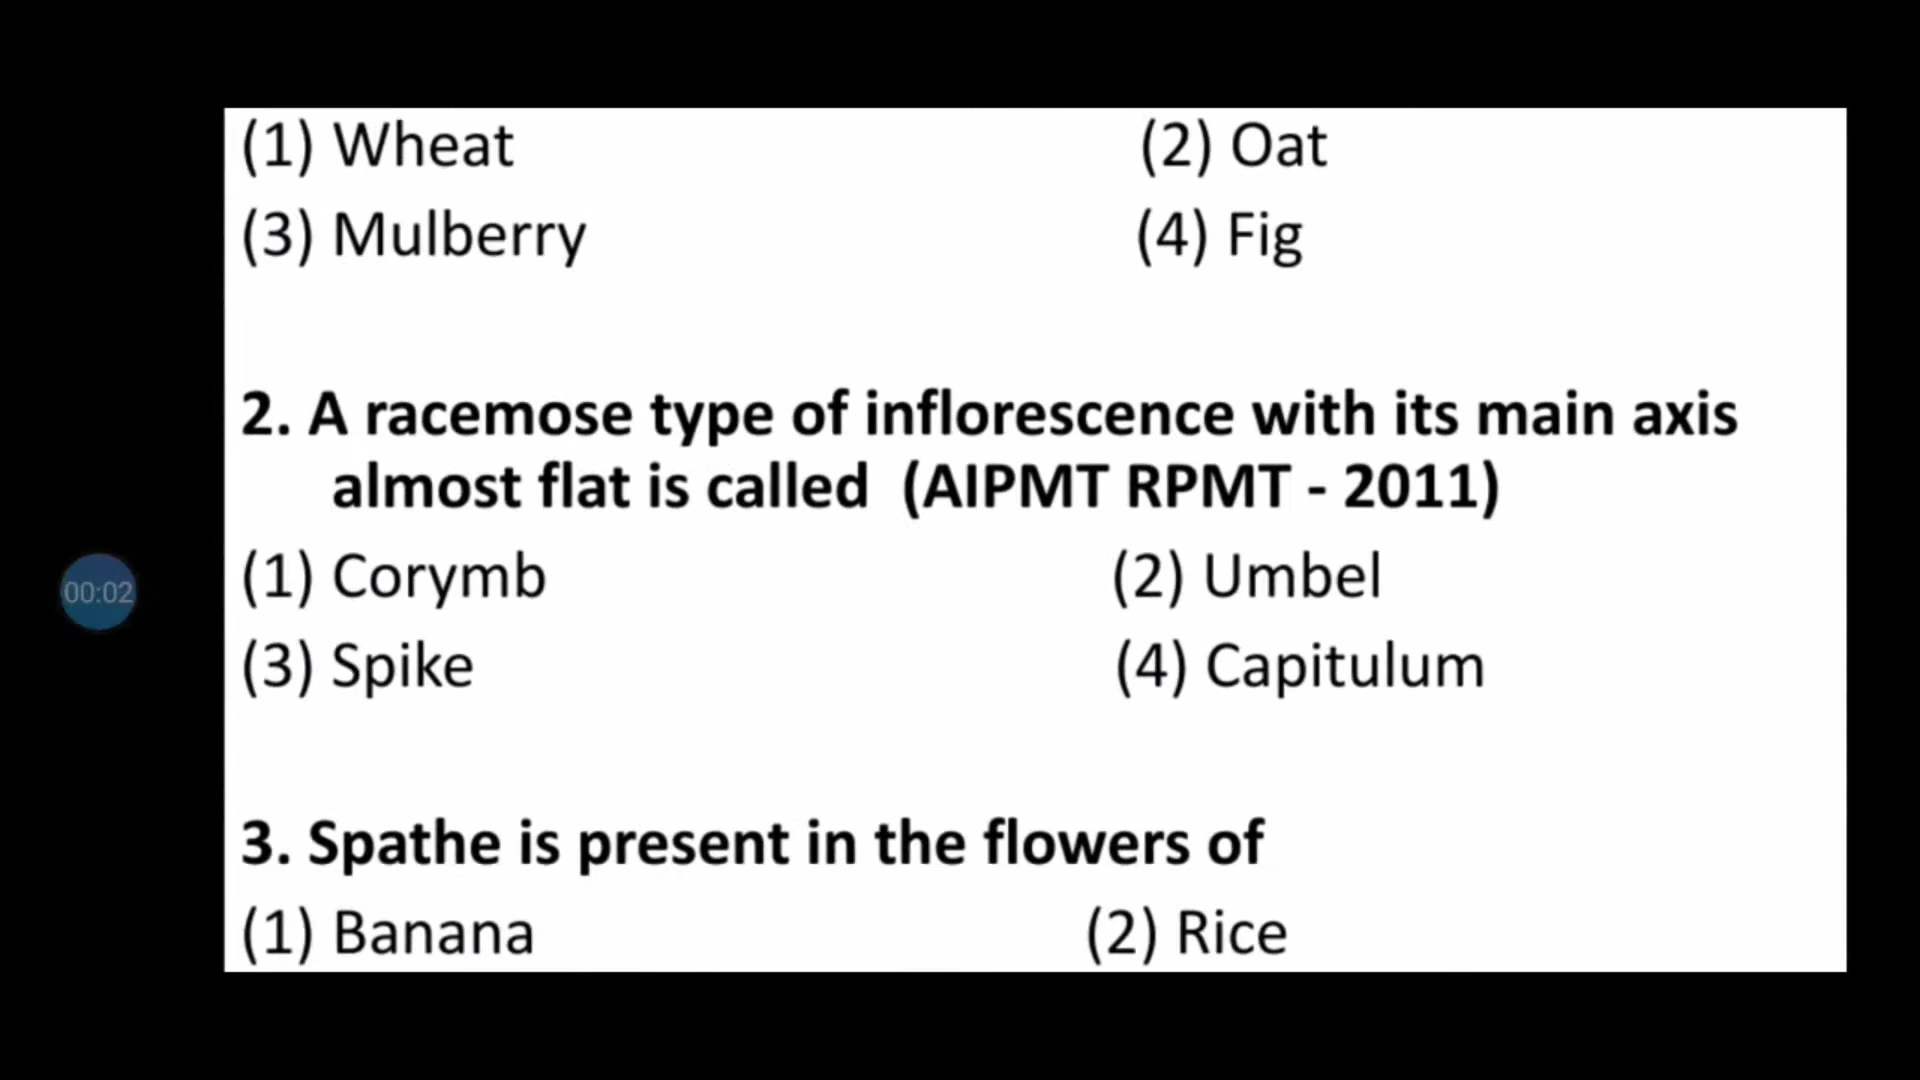 (1) Wheat (2) Oat
(3) Mulberry (4) Fig
2. A racemose type of inflorescence with its main axis
almost flat is called (AIPMT RPMT - 2011)
00:02
(1) Corymb (2) Umbel
(3) Spike (4) Capitulum
3. Spathe is present in the flowers of
(1) Banana (2) Rice